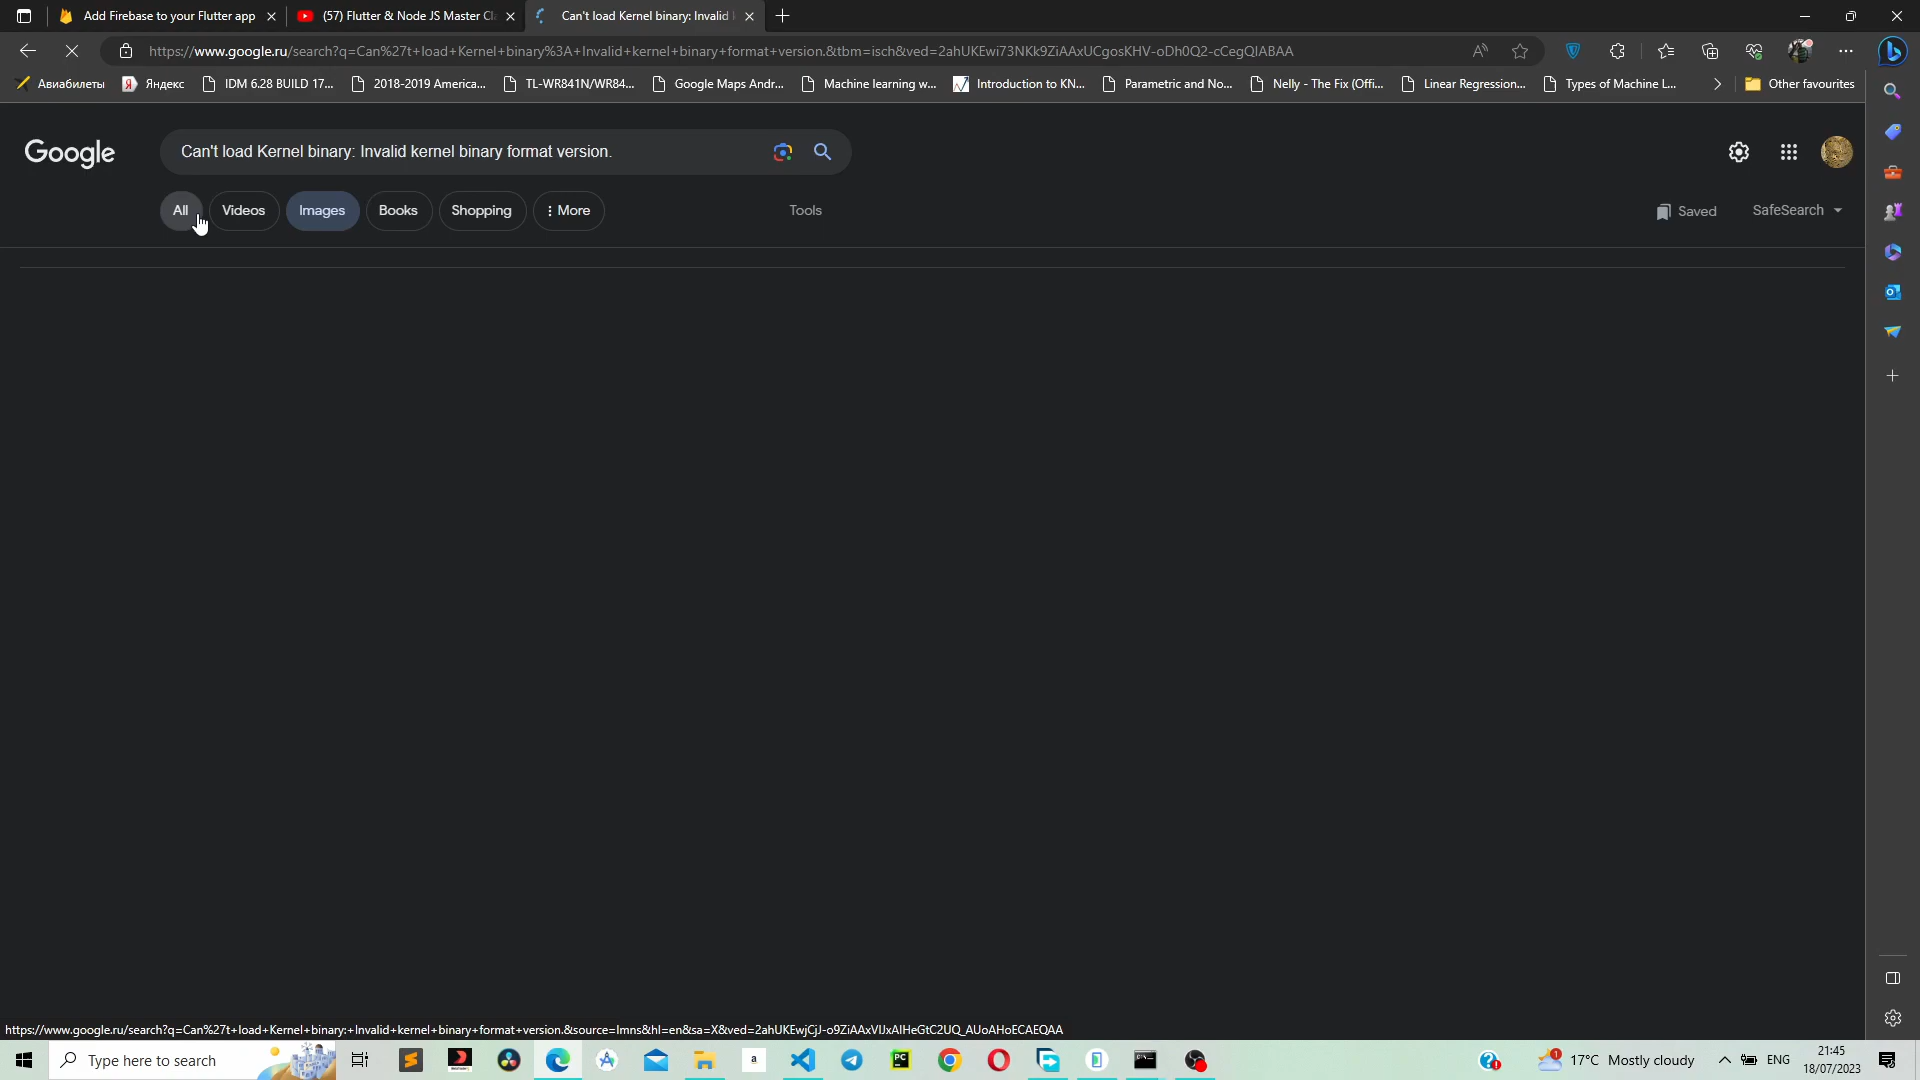 Add Firebase to your Flutter app
(57) Flutter & Node JS Master Cl
Can't load Kernel binary: Invalid
https://www.google.ru/search?q=Can%27t+load+Kernel+binary%3A+Invalid+kernel+binary+format+version.&tbm=isch&ved=2ahUKEwi73NKk9ZiAAxUCgosKHV-oDh0Q2-cCegQIABAA
Авиабилеты
Яндекс
IDM 6.28 BUILD 17...
2018-2019 America...
TL-WR841N/WR84...
Google Maps Andr...
Machine learning w...
Introduction to KN...
Parametric and No...
Nelly - The Fix (Offi...
Linear Regression...
Types of Machine L...
Other favourites
Google
Can't load Kernel binary: Invalid kernel binary format version.
All
Videos
Images
Books
Shopping
More
Tools
Saved
SafeSearch
https://www.google.ru/search?q=Can%27t+load+Kernel+binary:+Invalid+kernel+binary+format+version.&source=lmns&hl=en&sa=X&ved=2ahUKEwjCjJ-o9ZiAAxVIJxAIHeGtC2UQ_AUoAHoECAEQAA
Type here to search
17°C Mostly cloudy
ENG
21:45
18/07/2023